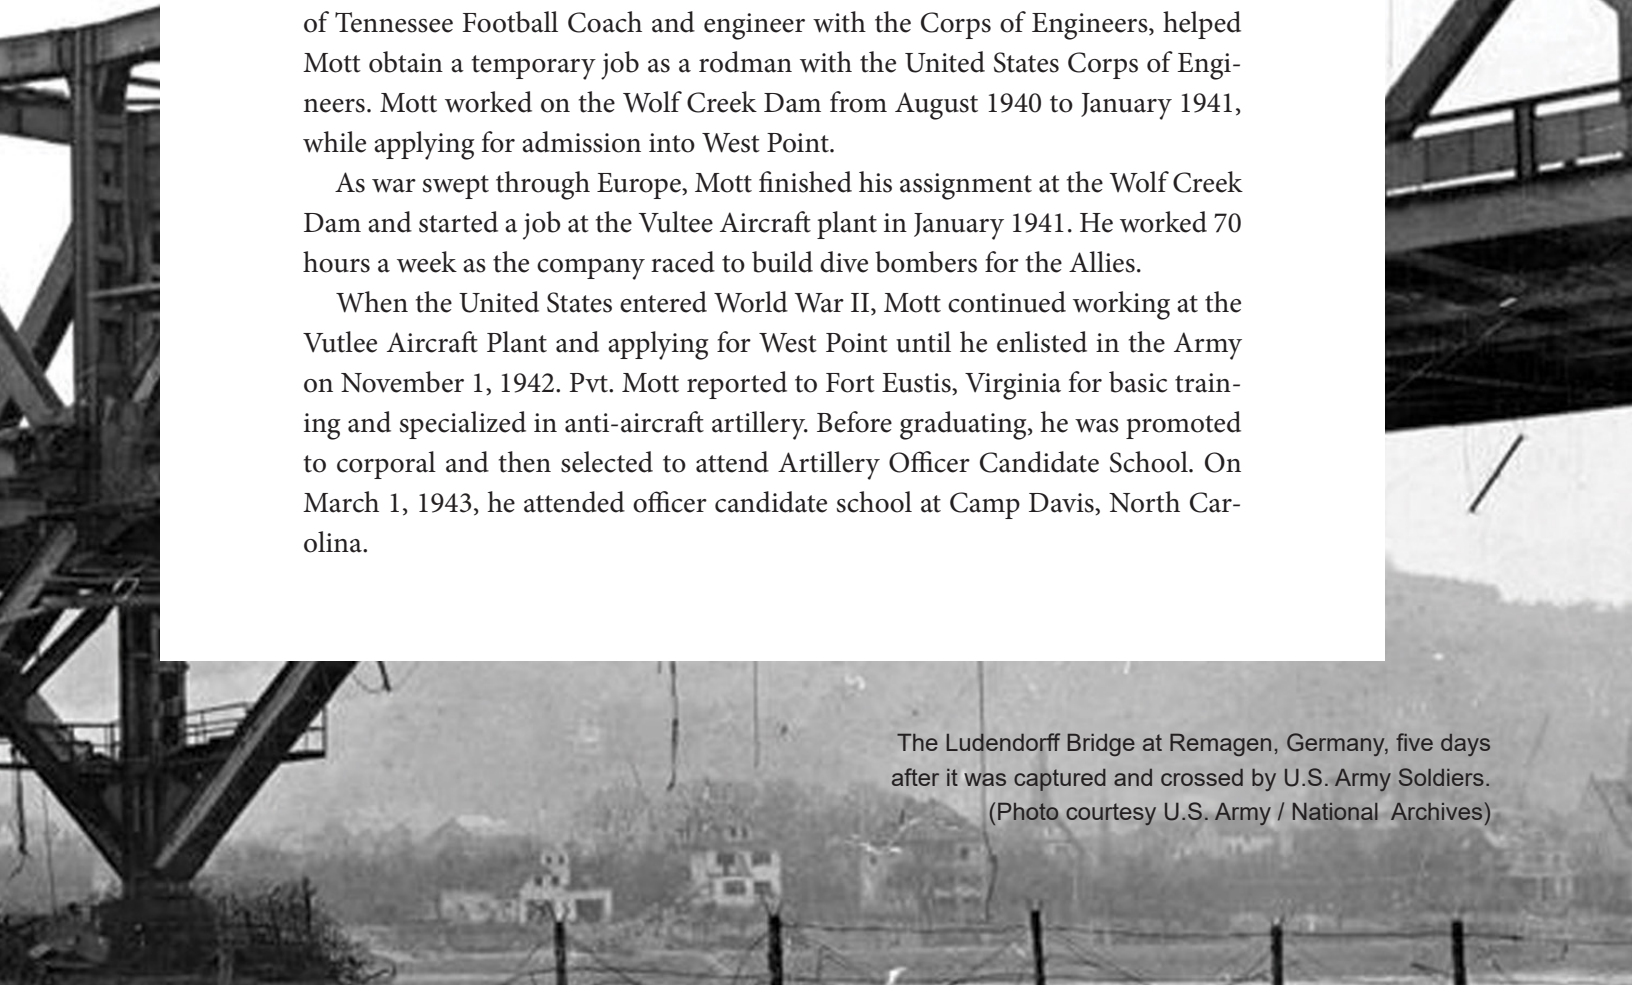 of Tennessee Football Coach and engineer with the Corps of Engineers, helped
Mott obtain a temporary job as a rodman with the United States Corps of Engi-
neers. Mott worked on the Wolf Creek Dam from August 1940 to January 1941,
while applying for admission into West Point.
As war swept through Europe, Mott finished his assignment at the Wolf Creek
Dam and started a job at the Vultee Aircraft plant in January 1941. He worked 70
hours a week as the company raced to build dive bombers for the Allies.
When the United States entered World War II, Mott continued working at the
Vutlee Aircraft Plant and applying for West Point until he enlisted in the Army
on November 1, 1942. Pvt. Mott reported to Fort Eustis, Virginia for basic train-
ing and specialized in anti-aircraft artillery. Before graduating, he was promoted
to corporal and then selected to attend Artillery Officer Candidate School. On
March 1, 1943, he attended officer candidate school at Camp Davis, North Car-
olina.
The Ludendorff Bridge at Remagen, Germany, five days
after it was captured and crossed by U.S. Army Soldiers.
(Photo courtesy U.S. Army / National Archives)